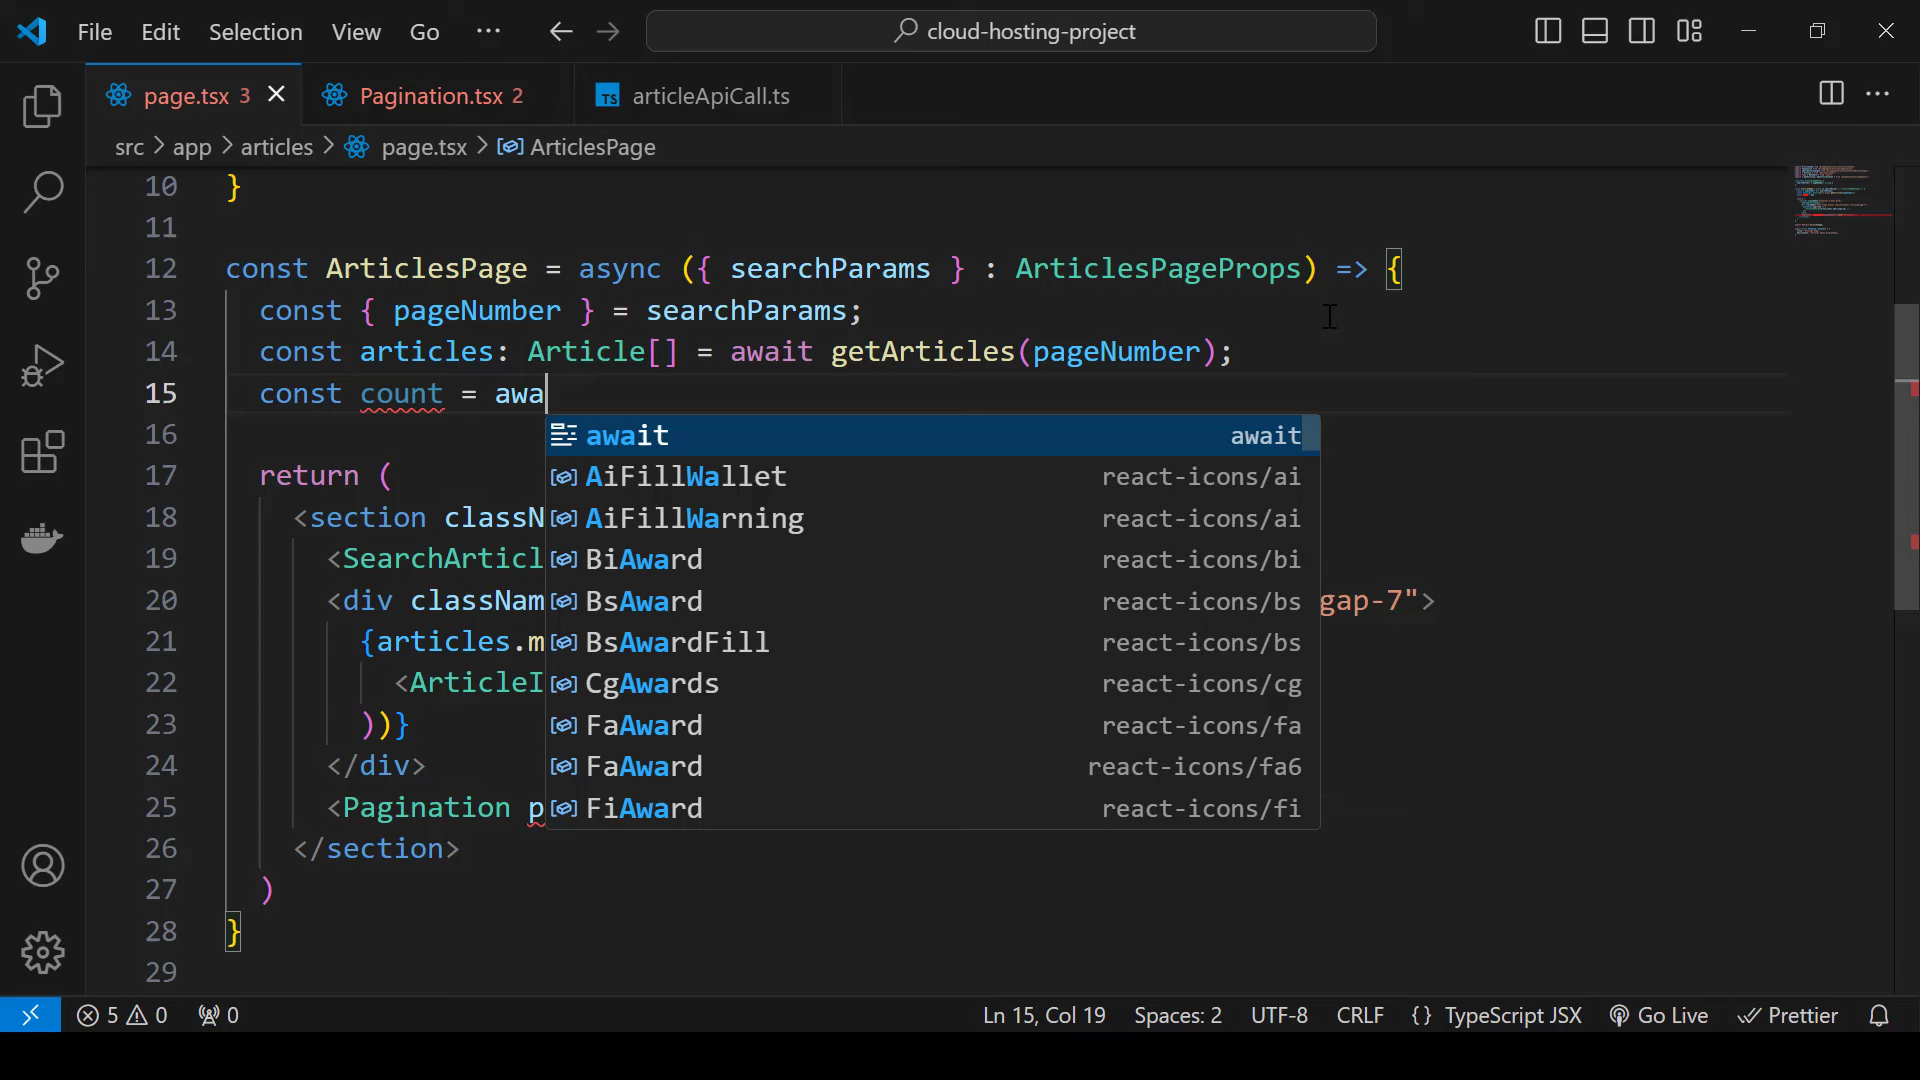 File Edit Selection View Go ··· cloud-hosting-project
page.tsx 3 Pagination.tsx 2 articleApiCall.ts
src > app > articles > page.tsx > ArticlesPage
10 }
11
12 const ArticlesPage = async ({ searchParams } : ArticlesPageProps) => {
13 const { pageNumber } = searchParams;
14 const articles: Article[] = await getArticles(pageNumber);
15 const count = awa
16
await await
AiFillWallet react-icons/ai
17 return (
AiFillWarning react-icons/ai
18 <section classN
BiAward react-icons/bi
19 <SearchArticl
BsAward react-icons/bs
20 <div classNam gap-7">
BsAwardFill react-icons/bs
21 {articles.m
CgAwards react-icons/cg
22 <ArticleI
FaAward react-icons/fa
23 ))}
FaAward react-icons/fa6
24 </div>
FiAward react-icons/fi
25 <Pagination p
26 </section>
27 )
28 }
29
5 0 0 Ln 15, Col 19 Spaces: 2 UTF-8 CRLF {} TypeScript JSX Go Live Prettier